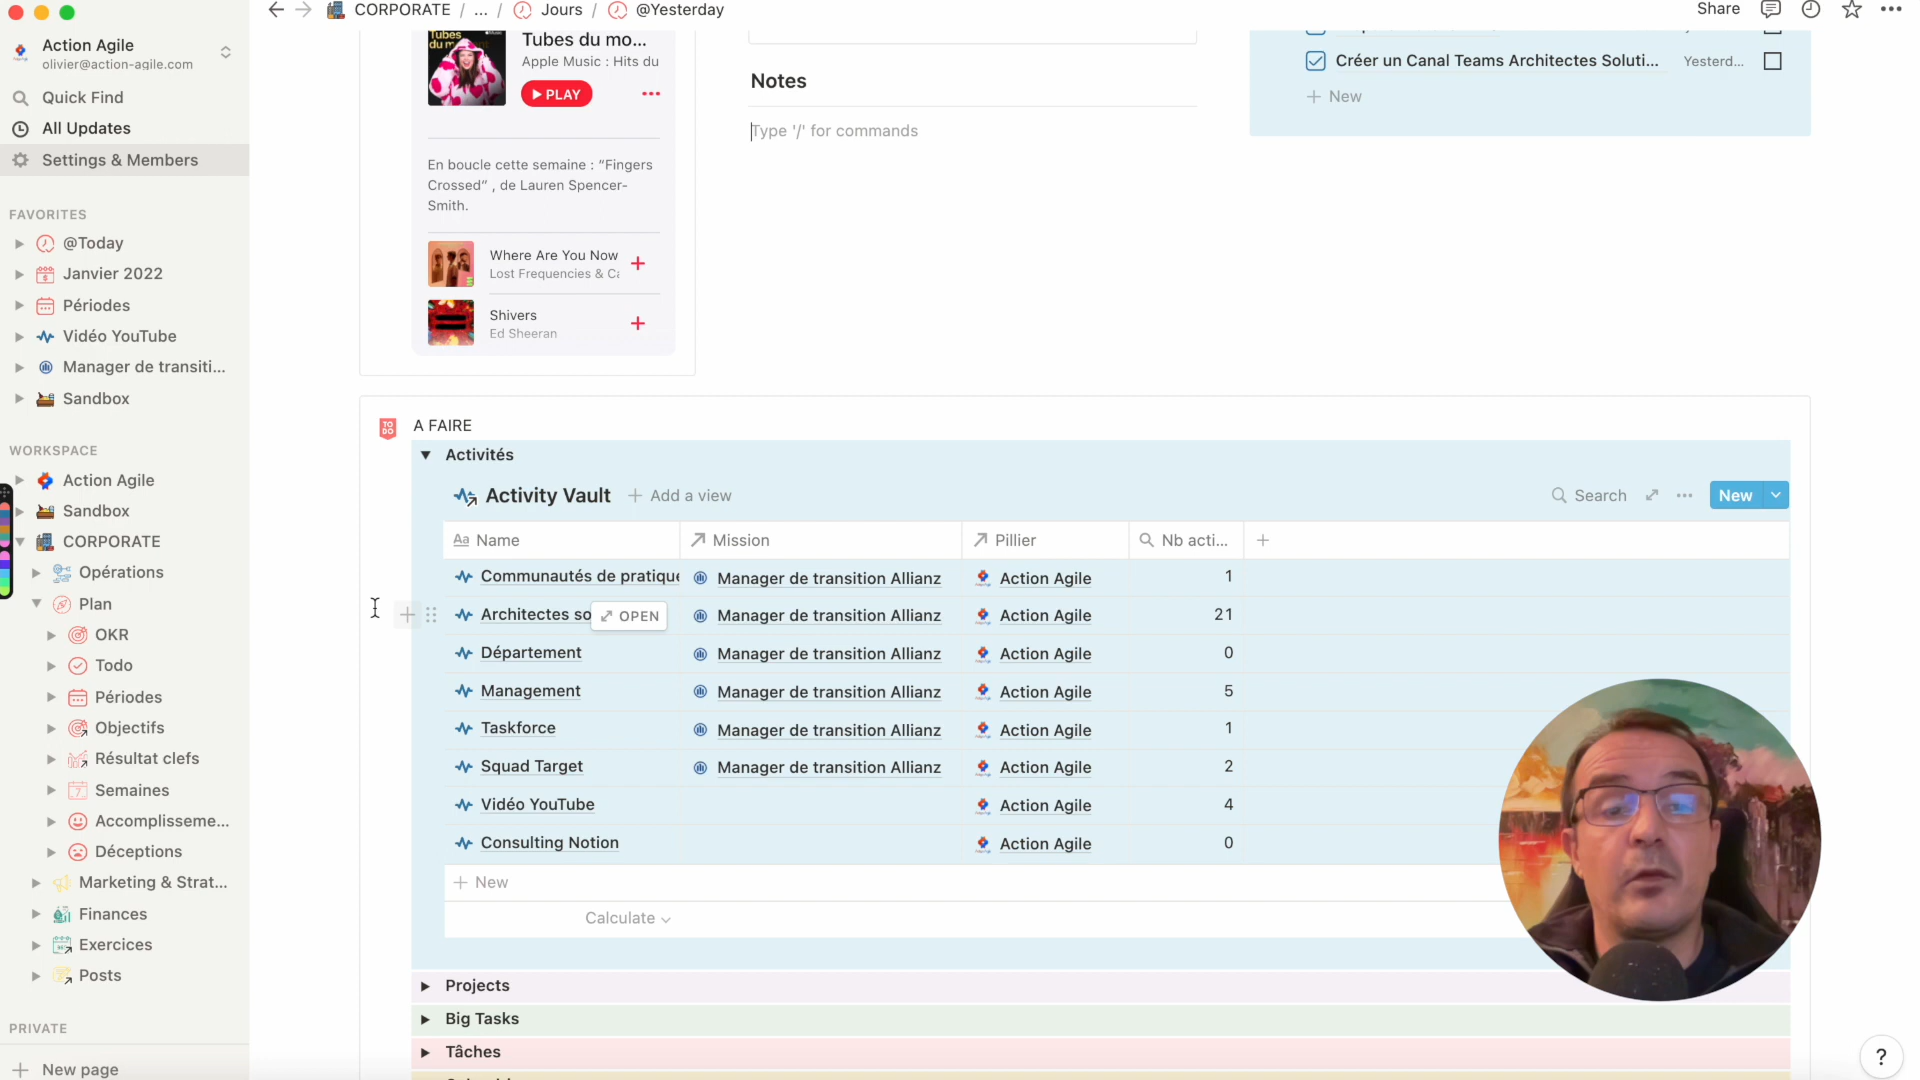 CORPORATE / ... / Jours / @Yesterday
Share
Action Agile
olivier@action-agile.com
Quick Find
All Updates
Settings & Members
FAVORITES
@Today
Janvier 2022
Périodes
Vidéo YouTube
Manager de transiti...
Sandbox
WORKSPACE
Action Agile
Sandbox
CORPORATE
Opérations
Plan
OKR
Todo
Périodes
Objectifs
Résultat clefs
Semaines
Accomplisseme...
Déceptions
Marketing & Strat...
Finances
Exercices
Posts
PRIVATE
New page
Tubes du moment
Tubes du mo...
Apple Music : Hits du
PLAY
En boucle cette semaine : “Fingers
Crossed” , de Lauren Spencer-
Smith.
Where Are You Now
Lost Frequencies & Ca
Shivers
Ed Sheeran
Notes
Type '/' for commands
Créer un Canal Teams Architectes Soluti... Yesterd...
New
TO DO
A FAIRE
Activités
Activity Vault Add a view Search New
Aa Name Mission Pillier Nb acti...
Communautés de pratique Manager de transition Allianz Action Agile 1
Architectes so OPEN Manager de transition Allianz Action Agile 21
Département Manager de transition Allianz Action Agile 0
Management Manager de transition Allianz Action Agile 5
Taskforce Manager de transition Allianz Action Agile 1
Squad Target Manager de transition Allianz Action Agile 2
Vidéo YouTube Action Agile 4
Consulting Notion Action Agile 0
New
Calculate
Projects
Big Tasks
Tâches
?